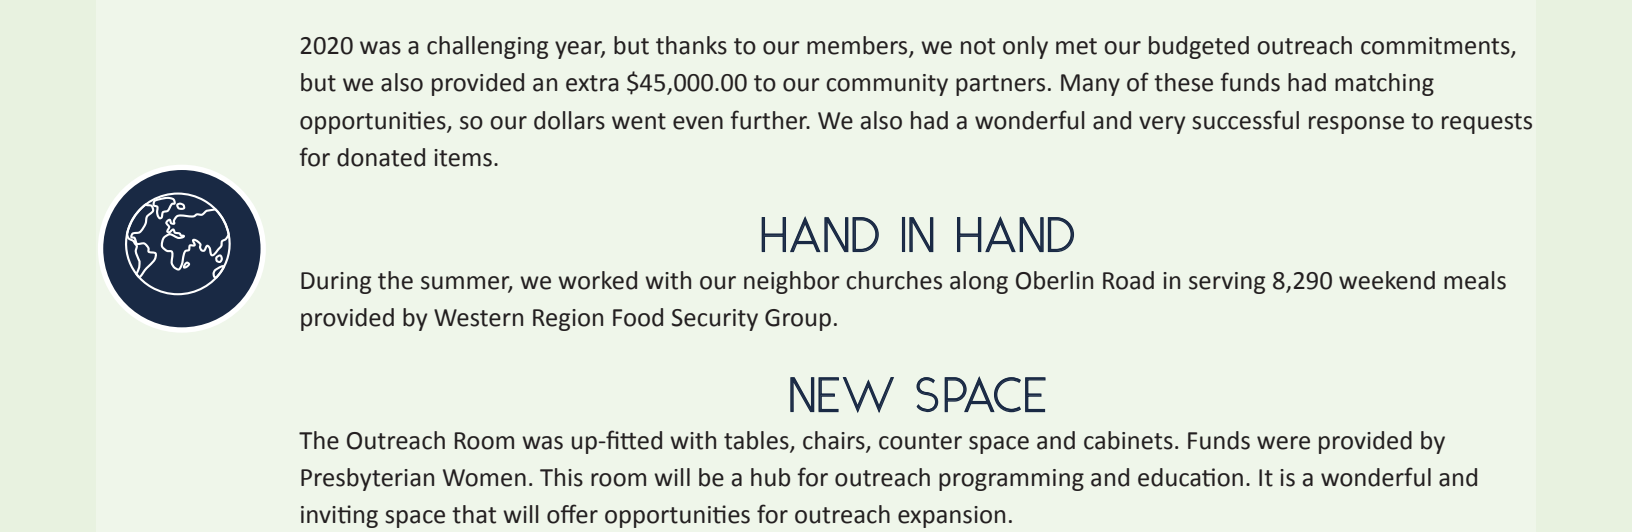 2020 was a challenging year, but thanks to our members, we not only met our budgeted outreach commitments,
but we also provided an extra $45,000.00 to our community partners. Many of these funds had matching
opportunities, so our dollars went even further. We also had a wonderful and very successful response to requests
for donated items.
HAND IN HAND
During the summer, we worked with our neighbor churches along Oberlin Road in serving 8,290 weekend meals
provided by Western Region Food Security Group.
NEW SPACE
The Outreach Room was up-fitted with tables, chairs, counter space and cabinets. Funds were provided by
Presbyterian Women. This room will be a hub for outreach programming and education. It is a wonderful and
inviting space that will offer opportunities for outreach expansion.